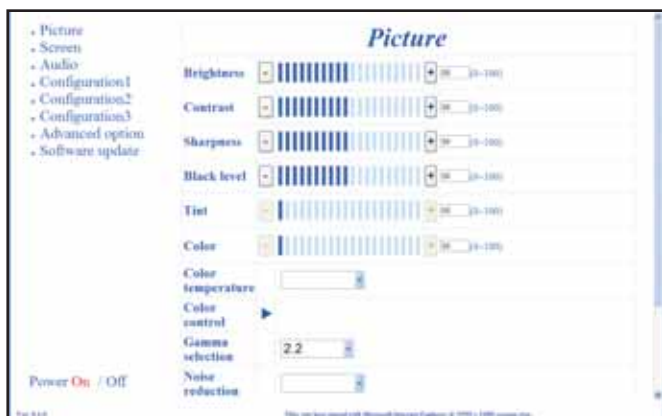 Picture
Screen
Audio
Configuration1
Configuration2
Configuration3
Advanced option
Software update
Power On / Off
Picture
Brightness - + (0~100)
Contrast - + (0~100)
Sharpness - + (0~100)
Black level - + (0~100)
Tint - + (0~100)
Color - + (0~100)
Color temperature
Color control
Gamma selection 2.2
Noise reduction